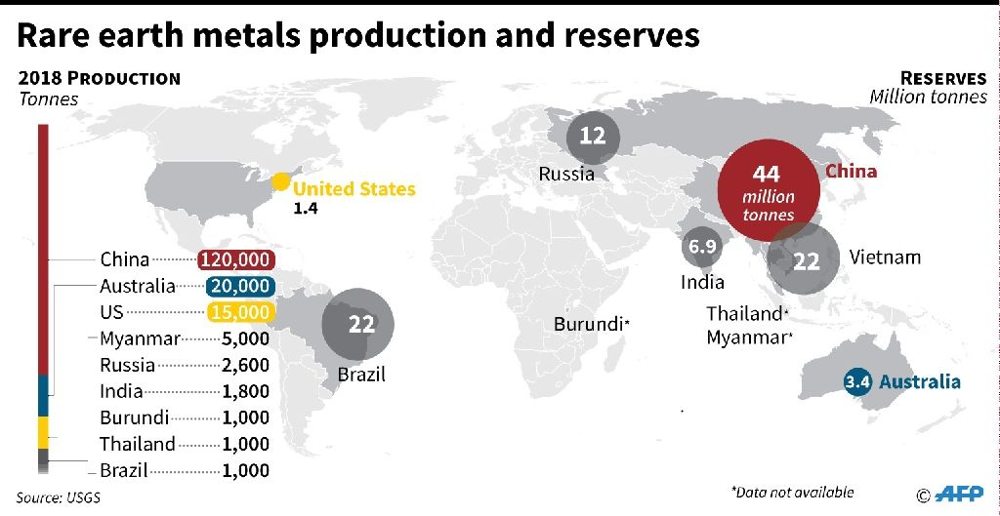 Rare earth metals production and reserves
2018 PRODUCTION
Tonnes
RESERVES
Million tonnes
12
Russia
44
million
tonnes
China
United States
1.4
6.9
India
22
Vietnam
China 120,000
Australia 20,000
US 15,000
Myanmar 5,000
Russia 2,600
India 1,800
Burundi 1,000
Thailand 1,000
Brazil 1,000
22
Brazil
Burundi*
Thailand*
Myanmar*
3.4 Australia
Source: USGS
*Data not available
© AFP